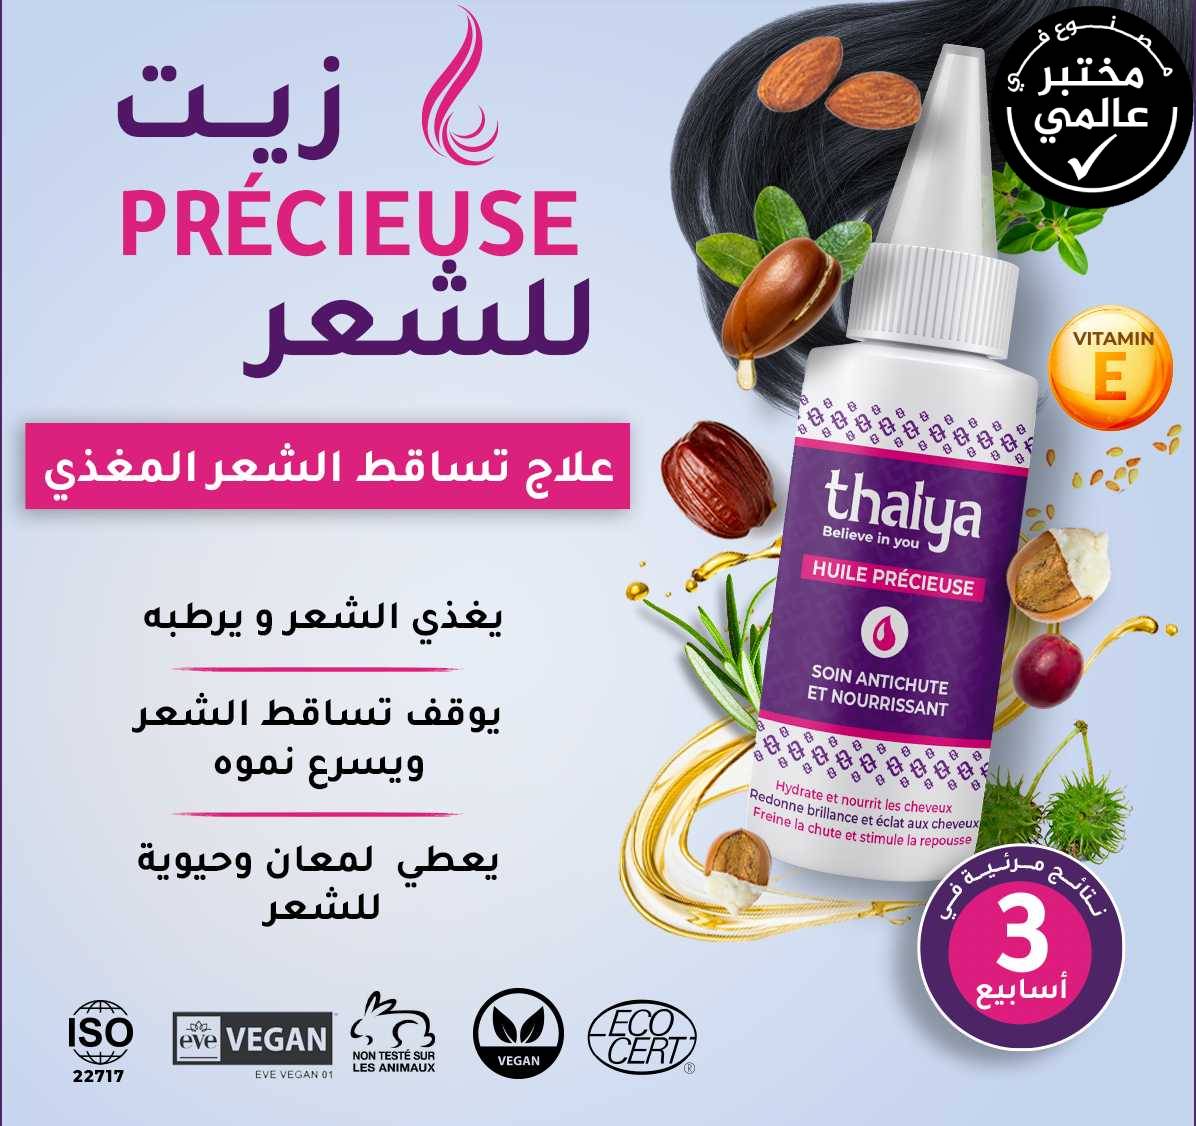 زيت
PRÉCIEUSE
للشعر
علاج تساقط الشعر المغذي
يغذي الشعر و يرطبه
يوقف تساقط الشعر
ويسرع نموه
يعطي لمعان وحيوية
للشعر
مصنوع في
مختبر
عالمي
VITAMIN
E
thalya
Believe in you
HUILE PRÉCIEUSE
SOIN ANTICHUTE
ET NOURRISSANT
Hydrate et nourrit les cheveux
Redonne brillance et éclat aux cheveux
Freine la chute et stimule la repousse
نتائج مرئية في
3
أسابيع
ISO
22717
eve VEGAN
EVE VEGAN 01
NON TESTÉ SUR
LES ANIMAUX
VEGAN
ECO
CERT
®